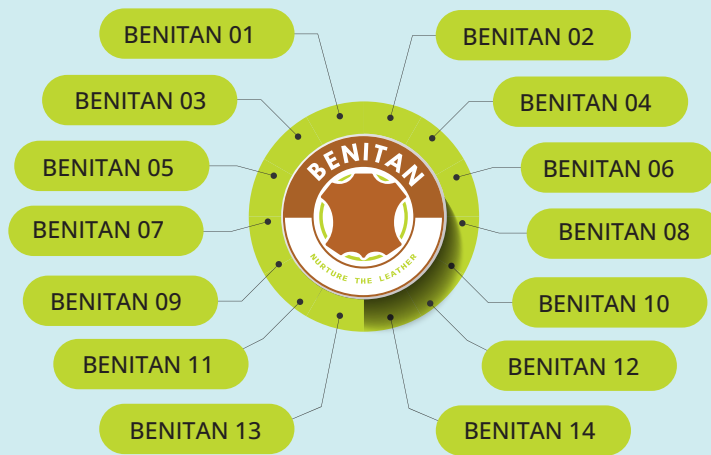 BENITAN 01
BENITAN 02
BENITAN 03
BENITAN 04
BENITAN 05
BENITAN 06
BENITAN 07
BENITAN 08
BENITAN 09
BENITAN 10
BENITAN 11
BENITAN 12
BENITAN 13
BENITAN 14
BENITAN
NURTURE THE LEATHER